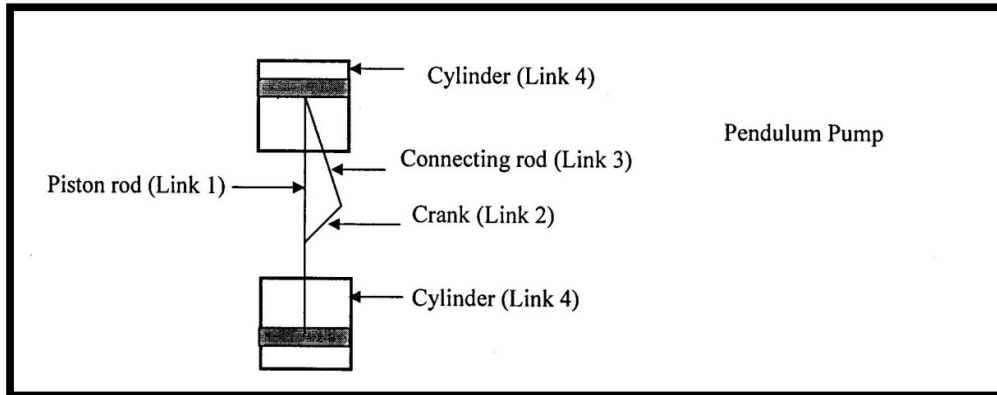 Cylinder (Link 4)
Pendulum Pump
Connecting rod (Link 3)
Piston rod (Link 1)
Crank (Link 2)
Cylinder (Link 4)